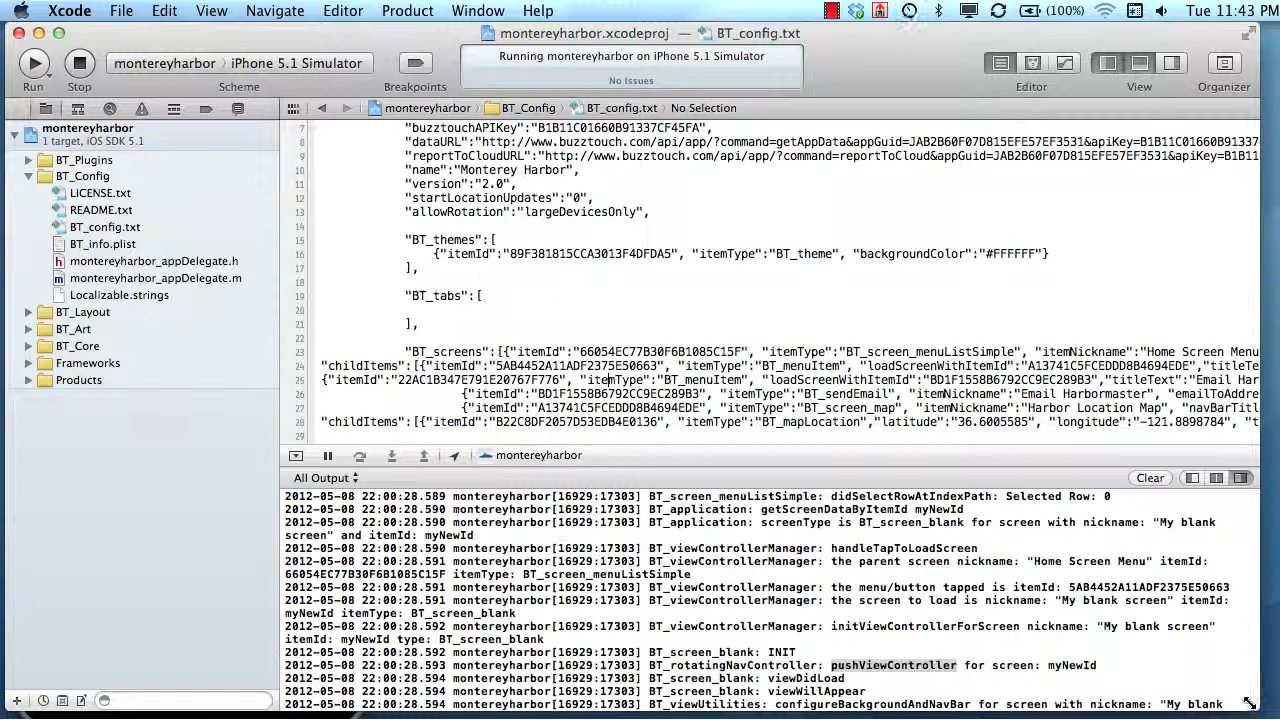 Xcode File Edit View Navigate Editor Product Window Help (100%) Tue 11:43 PM
montereyharbor.xcodeproj — BT_config.txt
montereyharbor > iPhone 5.1 Simulator
Running montereyharbor on iPhone 5.1 Simulator
No Issues
Run Stop Scheme Breakpoints Editor View Organizer
montereyharbor BT_Config BT_config.txt No Selection
montereyharbor
1 target, iOS SDK 5.1
BT_Plugins
BT_Config
LICENSE.txt
README.txt
BT_config.txt
BT_info.plist
montereyharbor_appDelegate.h
montereyharbor_appDelegate.m
Localizable.strings
BT_Layout
BT_Art
BT_Core
Frameworks
Products
7 "buzztouchAPIKey":"B1B11C01660B91337CF45FA",
8 "dataURL":"http://www.buzztouch.com/api/app/?command=getAppData&appGuid=JAB2B60F07D815EFE57EF3531&apiKey=B1B11C01660B91337
9 "reportToCloudURL":"http://www.buzztouch.com/api/app/?command=reportToCloud&appGuid=JAB2B60F07D815EFE57EF3531&apiKey=B1B11
10 "name":"Monterey Harbor",
11 "version":"2.0",
12 "startLocationUpdates":"0",
13 "allowRotation":"largeDevicesOnly",
14
15 "BT_themes":[
16 {"itemId":"89F381815CCA3013F4DFDA5", "itemType":"BT_theme", "backgroundColor":"#FFFFFF"}
17 ],
18
19 "BT_tabs":[
20
21 ],
22
23 "BT_screens":[{"itemId":"66054EC77B30F6B1085C15F", "itemType":"BT_screen_menuListSimple", "itemNickname":"Home Screen Menu
24 "childItems":[{"itemId":"5AB4452A11ADF2375E50663", "itemType":"BT_menuItem", "loadScreenWithItemId":"A13741C5FCEDDD8B4694EDE","titleTex
25 {"itemId":"22AC1B347E791E20767F776", "itemType":"BT_menuItem", "loadScreenWithItemId":"BD1F1558B6792CC9EC289B3","titleText":"Email Har
26 {"itemId":"BD1F1558B6792CC9EC289B3", "itemType":"BT_sendEmail", "itemNickname":"Email Harbormaster", "emailToAddre
27 {"itemId":"A13741C5FCEDDD8B4694EDE", "itemType":"BT_screen_map", "itemNickname":"Harbor Location Map", "navBarTitl
28 "childItems":[{"itemId":"B22C8DF2057D53EDB4E0136", "itemType":"BT_mapLocation","latitude":"36.6005585", "longitude":"-121.8898784", "t
29
montereyharbor
All Output Clear
2012-05-08 22:00:28.589 montereyharbor[16929:17303] BT_screen_menuListSimple: didSelectRowAtIndexPath: Selected Row: 0
2012-05-08 22:00:28.590 montereyharbor[16929:17303] BT_application: getScreenDataByItemId myNewId
2012-05-08 22:00:28.590 montereyharbor[16929:17303] BT_application: screenType is BT_screen_blank for screen with nickname: "My blank
screen" and itemId: myNewId
2012-05-08 22:00:28.590 montereyharbor[16929:17303] BT_viewControllerManager: handleTapToLoadScreen
2012-05-08 22:00:28.591 montereyharbor[16929:17303] BT_viewControllerManager: the parent screen nickname: "Home Screen Menu" itemId:
66054EC77B30F6B1085C15F itemType: BT_screen_menuListSimple
2012-05-08 22:00:28.591 montereyharbor[16929:17303] BT_viewControllerManager: the menu/button tapped is itemId: 5AB4452A11ADF2375E50663
2012-05-08 22:00:28.591 montereyharbor[16929:17303] BT_viewControllerManager: the screen to load is nickname: "My blank screen" itemId:
myNewId itemType: BT_screen_blank
2012-05-08 22:00:28.592 montereyharbor[16929:17303] BT_viewControllerManager: initViewControllerForScreen nickname: "My blank screen"
itemId: myNewId type: BT_screen_blank
2012-05-08 22:00:28.592 montereyharbor[16929:17303] BT_screen_blank: INIT
2012-05-08 22:00:28.593 montereyharbor[16929:17303] BT_rotatingNavController: pushViewController for screen: myNewId
2012-05-08 22:00:28.594 montereyharbor[16929:17303] BT_screen_blank: viewDidLoad
2012-05-08 22:00:28.594 montereyharbor[16929:17303] BT_screen_blank: viewWillAppear
2012-05-08 22:00:28.594 montereyharbor[16929:17303] BT_viewUtilities: configureBackgroundAndNavBar for screen with nickname: "My blank